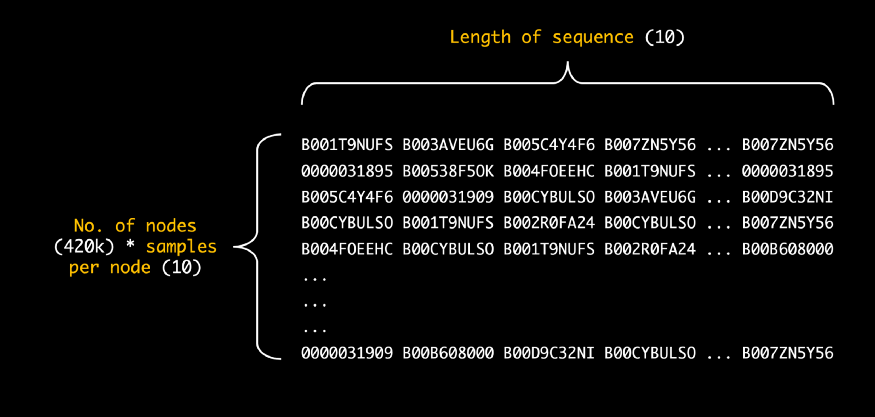 Length of sequence (10)
B001T9NUFS B003AVEU6G B005C4Y4F6 B007ZN5Y56 ... B007ZN5Y56
0000031895 B00538F5OK B004FOEEHC B001T9NUFS ... 0000031895
B005C4Y4F6 0000031909 B00CYBULSO B003AVEU6G ... B00D9C32NI
No. of nodes
(420k) * samples
per node (10)
B00CYBULSO B001T9NUFS B002R0FA24 B00CYBULSO ... B007ZN5Y56
B004FOEEHC B00CYBULSO B001T9NUFS B002R0FA24 ... B00B608000
...
...
...
0000031909 B00B608000 B00D9C32NI B00CYBULSO ... B007ZN5Y56